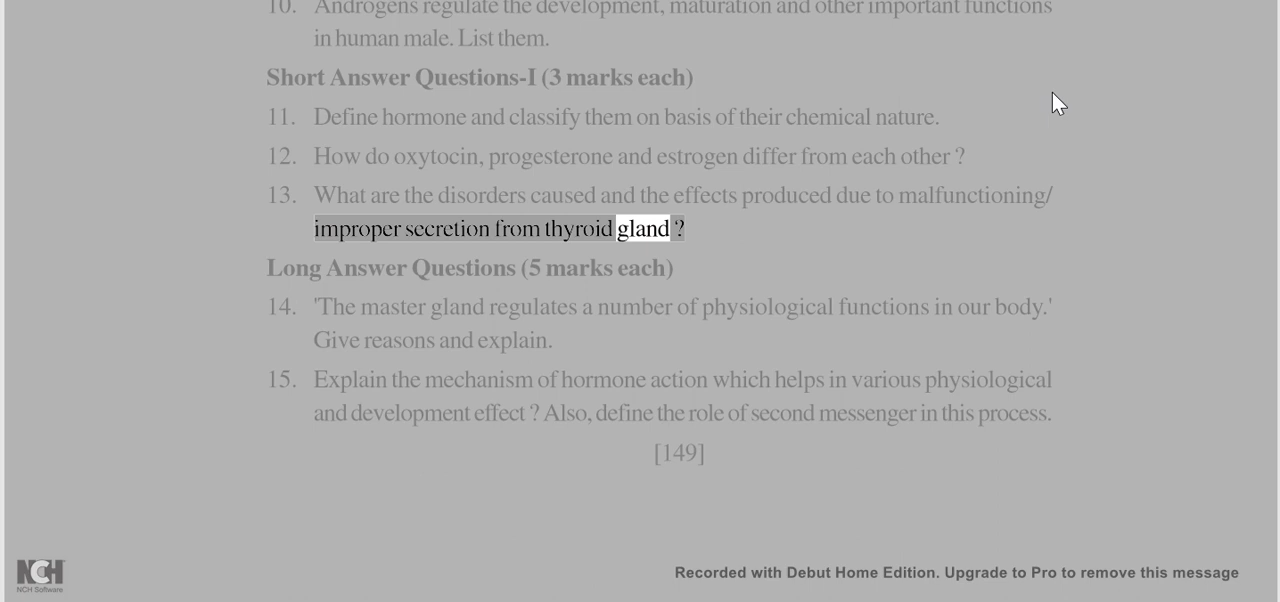 10. Androgens regulate the development, maturation and other important functions
in human male. List them.
Short Answer Questions-I (3 marks each)
11. Define hormone and classify them on basis of their chemical nature.
12. How do oxytocin, progesterone and estrogen differ from each other ?
13. What are the disorders caused and the effects produced due to malfunctioning/
improper secretion from thyroid gland ?
Long Answer Questions (5 marks each)
14. 'The master gland regulates a number of physiological functions in our body.'
Give reasons and explain.
15. Explain the mechanism of hormone action which helps in various physiological
and development effect ? Also, define the role of second messenger in this process.
[149]
NCH
NCH Software
Recorded with Debut Home Edition. Upgrade to Pro to remove this message